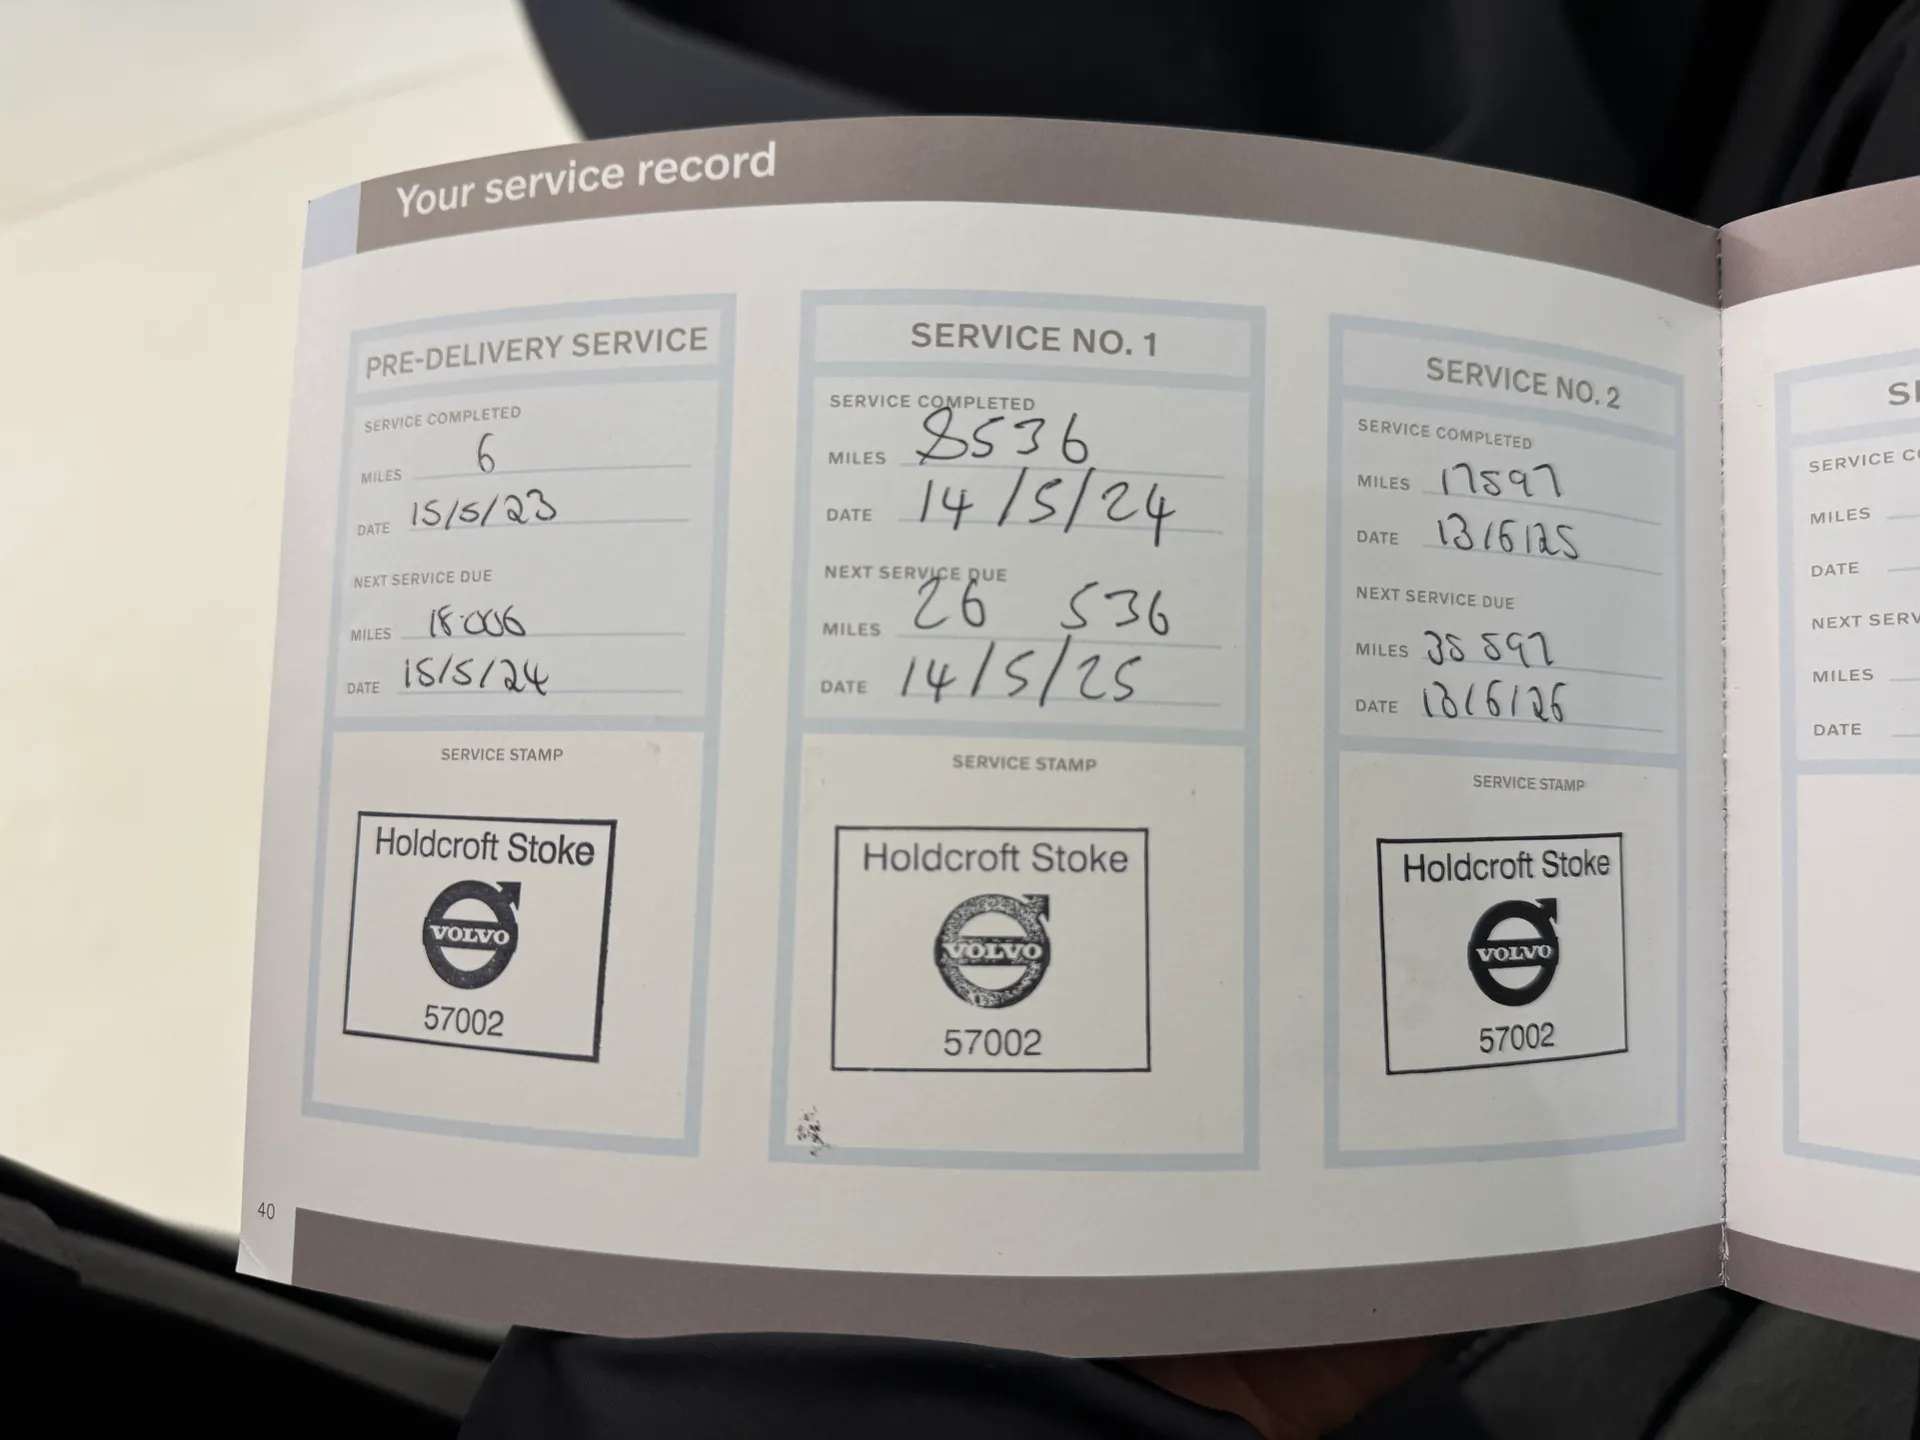 Your service record
PRE-DELIVERY SERVICE
SERVICE COMPLETED
MILES 6
DATE 15/5/23
NEXT SERVICE DUE
MILES 18.006
DATE 15/5/24
SERVICE STAMP
Holdcroft Stoke
VOLVO
57002
SERVICE NO. 1
SERVICE COMPLETED
MILES 8536
DATE 14/5/24
NEXT SERVICE DUE
MILES 26 536
DATE 14/5/25
SERVICE STAMP
Holdcroft Stoke
VOLVO
57002
SERVICE NO. 2
SERVICE COMPLETED
MILES 17597
DATE 13/6/25
NEXT SERVICE DUE
MILES 35 597
DATE 13/6/26
SERVICE STAMP
Holdcroft Stoke
VOLVO
57002
40
MILES
DATE
MILES
DATE